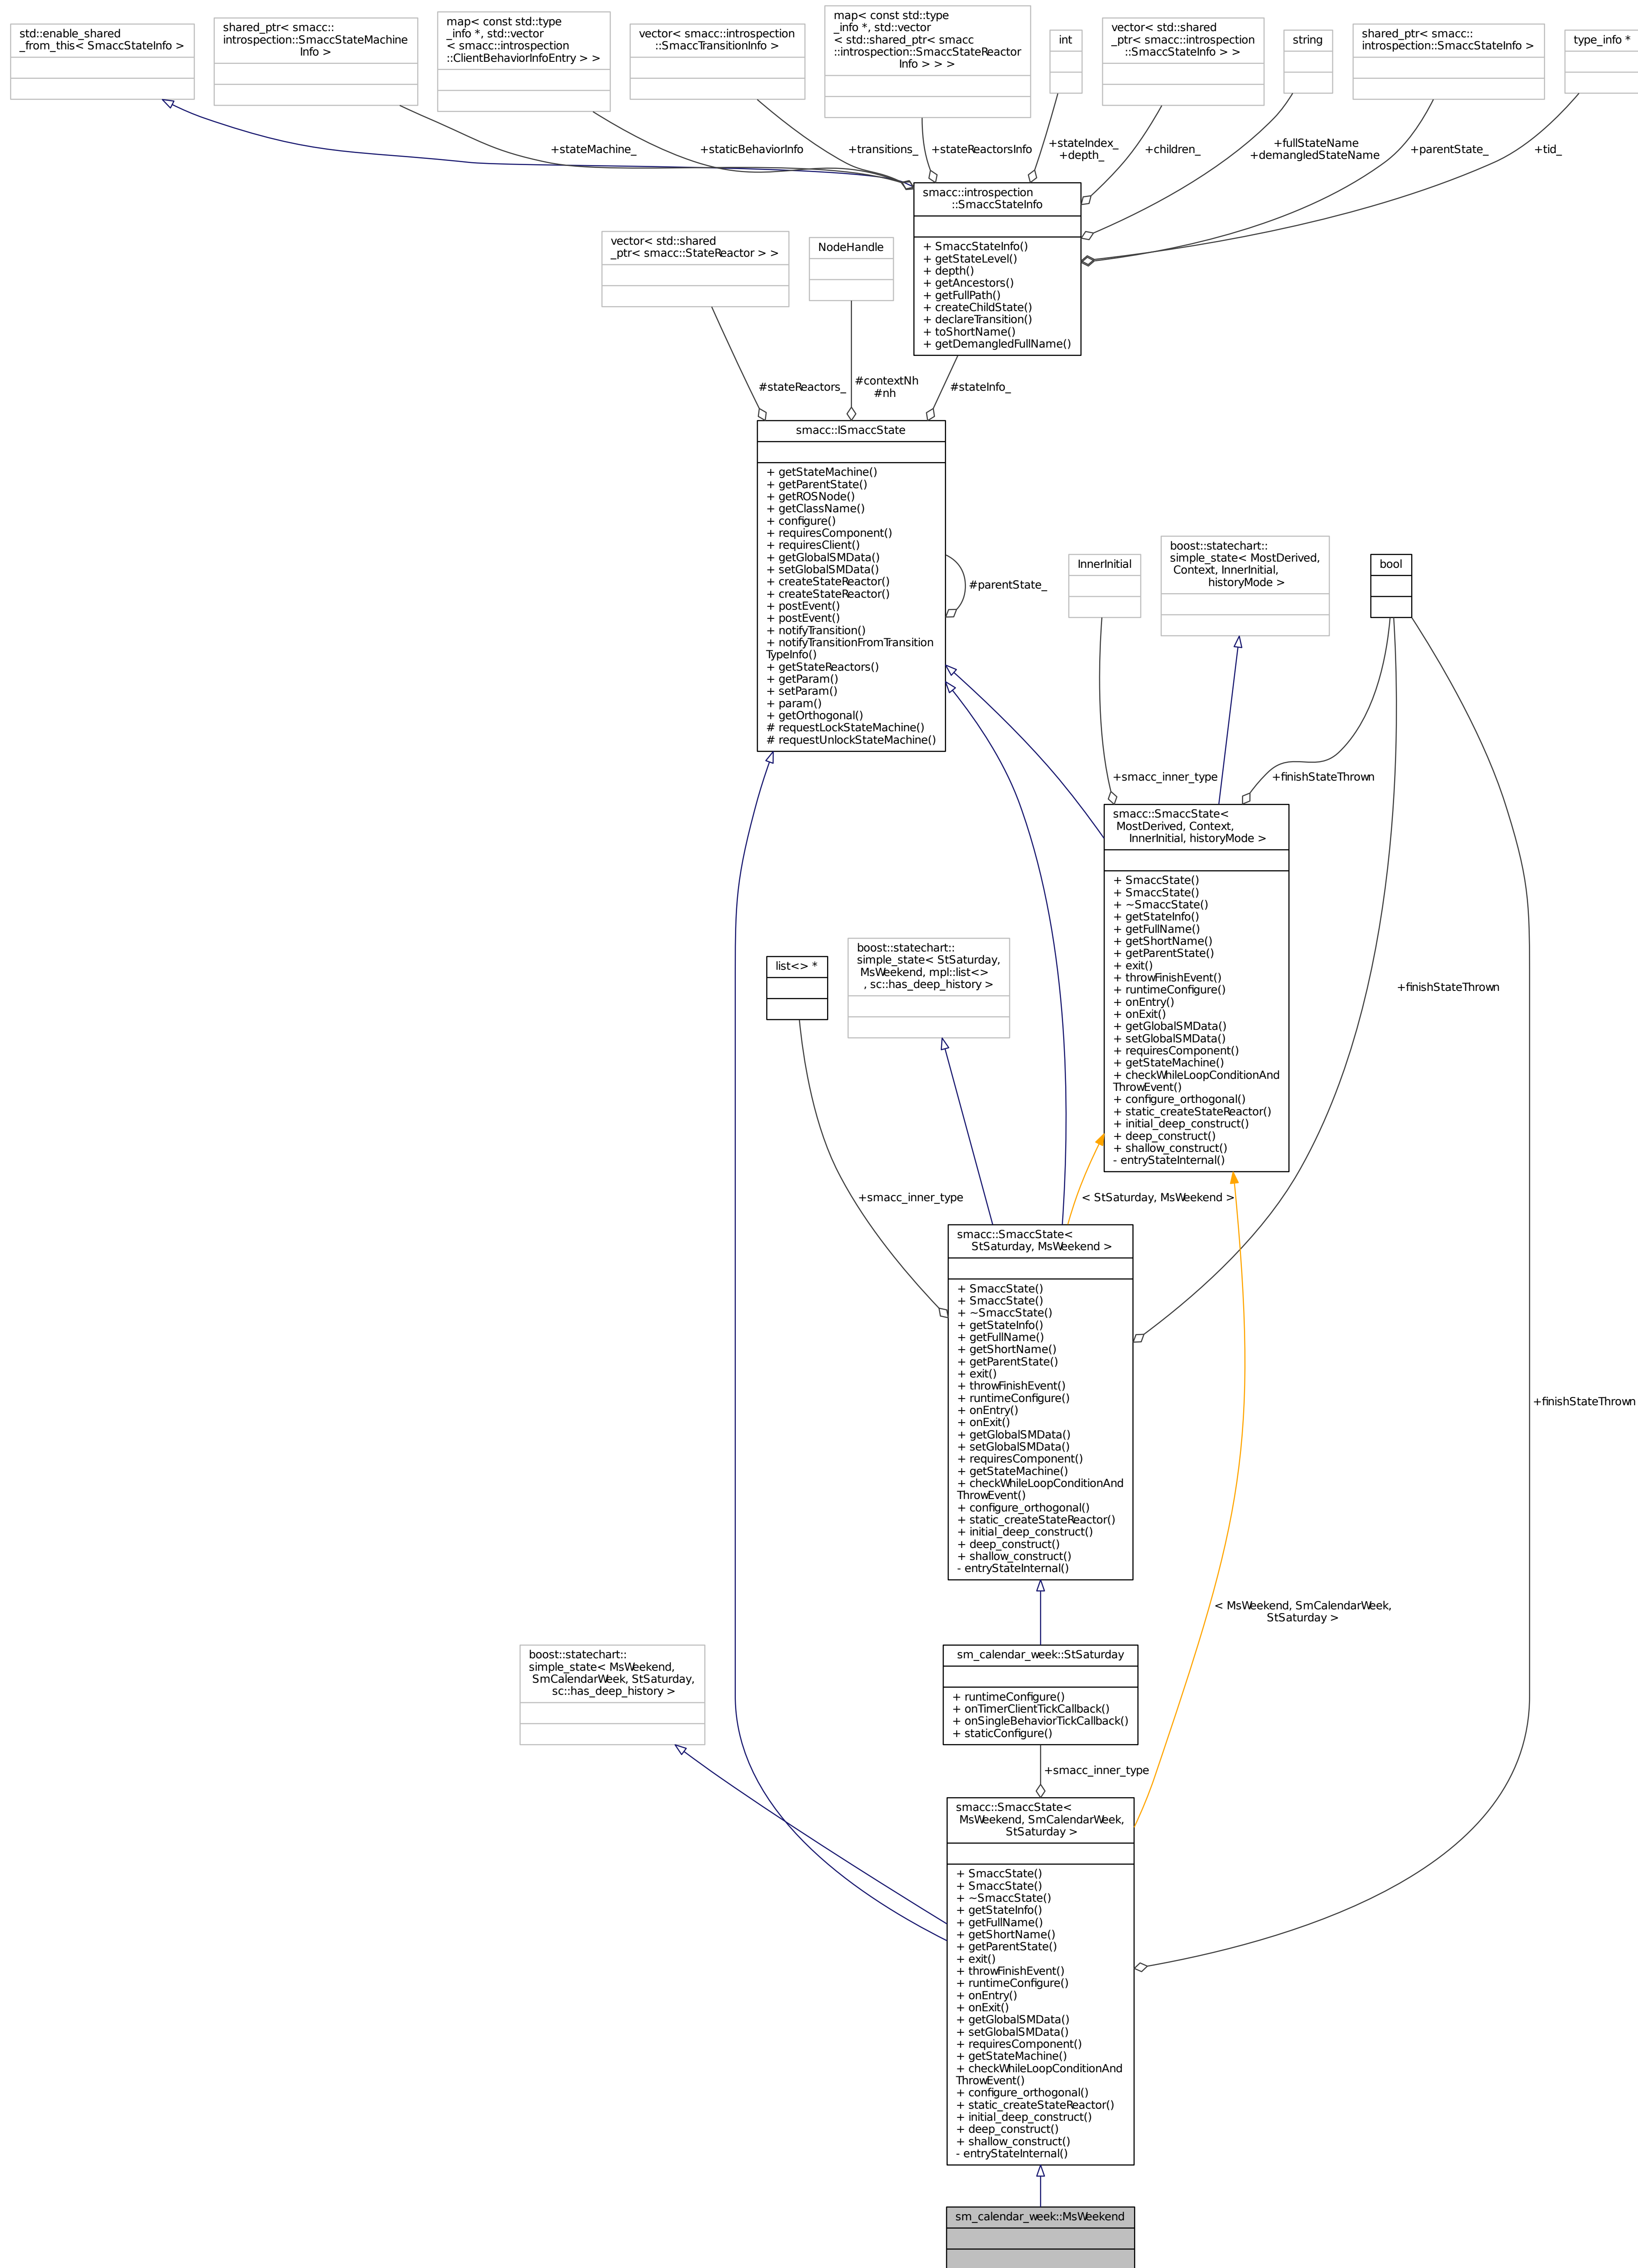 std::enable_shared
_from_this< SmaccStateInfo >
shared_ptr< smacc::
introspection::SmaccStateMachine
Info >
map< const std::type
_info *, std::vector
< smacc::introspection
::ClientBehaviorInfoEntry > >
vector< smacc::introspection
::SmaccTransitionInfo >
map< const std::type
_info *, std::vector
< std::shared_ptr< smacc
::introspection::SmaccStateReactor
Info > > >
int
vector< std::shared
_ptr< smacc::introspection
::SmaccStateInfo > >
string
shared_ptr< smacc::
introspection::SmaccStateInfo >
type_info *
+stateMachine_
+staticBehaviorInfo
+transitions_
+stateReactorsInfo
+stateIndex_
+depth_
+children_
+fullStateName
+demangledStateName
+parentState_
+tid_
smacc::introspection
::SmaccStateInfo
+ SmaccStateInfo()
+ getStateLevel()
+ depth()
+ getAncestors()
+ getFullPath()
+ createChildState()
+ declareTransition()
+ toShortName()
+ getDemangledFullName()
vector< std::shared
_ptr< smacc::StateReactor > >
NodeHandle
#stateReactors_
#contextNh
#nh
#stateInfo_
smacc::ISmaccState
+ getStateMachine()
+ getParentState()
+ getROSNode()
+ getClassName()
+ configure()
+ requiresComponent()
+ requiresClient()
+ getGlobalSMData()
+ setGlobalSMData()
+ createStateReactor()
+ createStateReactor()
+ postEvent()
+ postEvent()
+ notifyTransition()
+ notifyTransitionFromTransition
TypeInfo()
+ getStateReactors()
+ getParam()
+ setParam()
+ param()
+ getOrthogonal()
# requestLockStateMachine()
# requestUnlockStateMachine()
#parentState_
InnerInitial
boost::statechart::
simple_state< MostDerived,
Context, InnerInitial,
historyMode >
bool
+smacc_inner_type
+finishStateThrown
smacc::SmaccState<
MostDerived, Context,
InnerInitial, historyMode >
+ SmaccState()
+ SmaccState()
+ ~SmaccState()
+ getStateInfo()
+ getFullName()
+ getShortName()
+ getParentState()
+ exit()
+ throwFinishEvent()
+ runtimeConfigure()
+ onEntry()
+ onExit()
+ getGlobalSMData()
+ setGlobalSMData()
+ requiresComponent()
+ getStateMachine()
+ checkWhileLoopConditionAnd
ThrowEvent()
+ configure_orthogonal()
+ static_createStateReactor()
+ initial_deep_construct()
+ deep_construct()
+ shallow_construct()
- entryStateInternal()
list<> *
boost::statechart::
simple_state< StSaturday,
MsWeekend, mpl::list<>
, sc::has_deep_history >
+finishStateThrown
+smacc_inner_type
< StSaturday, MsWeekend >
smacc::SmaccState<
StSaturday, MsWeekend >
+ SmaccState()
+ SmaccState()
+ ~SmaccState()
+ getStateInfo()
+ getFullName()
+ getShortName()
+ getParentState()
+ exit()
+ throwFinishEvent()
+ runtimeConfigure()
+ onEntry()
+ onExit()
+ getGlobalSMData()
+ setGlobalSMData()
+ requiresComponent()
+ getStateMachine()
+ checkWhileLoopConditionAnd
ThrowEvent()
+ configure_orthogonal()
+ static_createStateReactor()
+ initial_deep_construct()
+ deep_construct()
+ shallow_construct()
- entryStateInternal()
+finishStateThrown
< MsWeekend, SmCalendarWeek,
StSaturday >
boost::statechart::
simple_state< MsWeekend,
SmCalendarWeek, StSaturday,
sc::has_deep_history >
sm_calendar_week::StSaturday
+ runtimeConfigure()
+ onTimerClientTickCallback()
+ onSingleBehaviorTickCallback()
+ staticConfigure()
+smacc_inner_type
smacc::SmaccState<
MsWeekend, SmCalendarWeek,
StSaturday >
+ SmaccState()
+ SmaccState()
+ ~SmaccState()
+ getStateInfo()
+ getFullName()
+ getShortName()
+ getParentState()
+ exit()
+ throwFinishEvent()
+ runtimeConfigure()
+ onEntry()
+ onExit()
+ getGlobalSMData()
+ setGlobalSMData()
+ requiresComponent()
+ getStateMachine()
+ checkWhileLoopConditionAnd
ThrowEvent()
+ configure_orthogonal()
+ static_createStateReactor()
+ initial_deep_construct()
+ deep_construct()
+ shallow_construct()
- entryStateInternal()
sm_calendar_week::MsWeekend